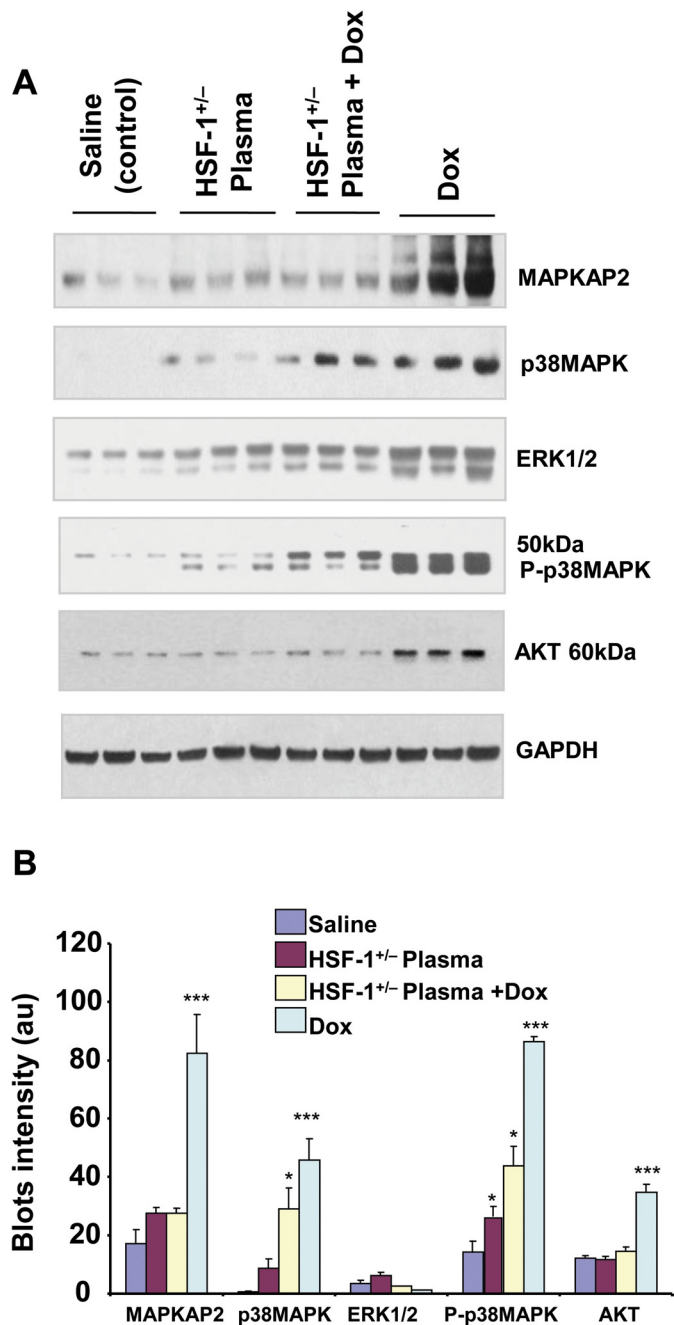 A
Saline
(control)
HSF-1+/–
Plasma
HSF-1+/–
Plasma + Dox
Dox
MAPKAP2
p38MAPK
ERK1/2
50kDa
P-p38MAPK
AKT 60kDa
GAPDH
B
Saline
HSF-1+/– Plasma
HSF-1+/– Plasma +Dox
Dox
Blots intensity (au)
120
100
80
60
40
20
0
***
*
***
*
*
***
***
MAPKAP2 p38MAPK ERK1/2 P-p38MAPK AKT